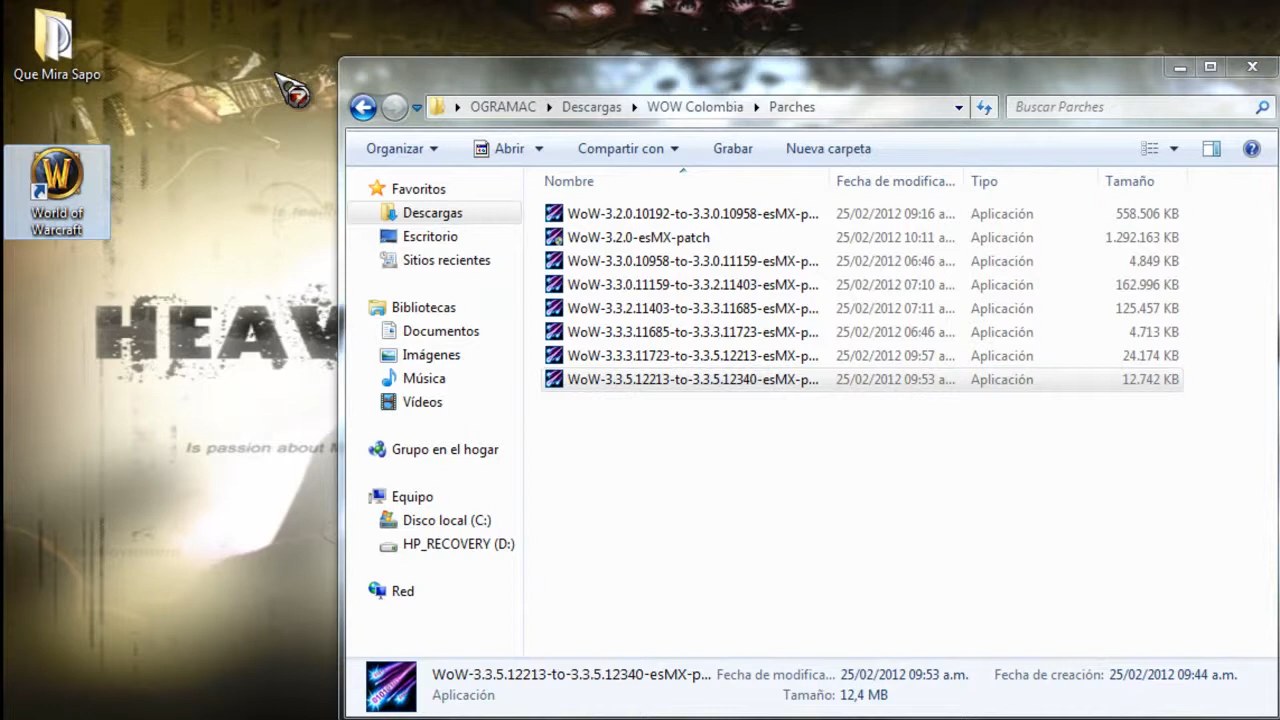 Que Mira Sapo
World of
Warcraft
HEAV
Is passion about M
OGRAMAC Descargas WOW Colombia Parches
Buscar Parches
Organizar Abrir Compartir con Grabar Nueva carpeta
Favoritos
Descargas
Escritorio
Sitios recientes
Bibliotecas
Documentos
Imágenes
Música
Vídeos
Grupo en el hogar
Equipo
Disco local (C:)
HP_RECOVERY (D:)
Red
Nombre Fecha de modifica... Tipo Tamaño
WoW-3.2.0.10192-to-3.3.0.10958-esMX-p... 25/02/2012 09:16 a... Aplicación 558.506 KB
WoW-3.2.0-esMX-patch 25/02/2012 10:11 a... Aplicación 1.292.163 KB
WoW-3.3.0.10958-to-3.3.0.11159-esMX-p... 25/02/2012 06:46 a... Aplicación 4.849 KB
WoW-3.3.0.11159-to-3.3.2.11403-esMX-p... 25/02/2012 07:10 a... Aplicación 162.996 KB
WoW-3.3.2.11403-to-3.3.3.11685-esMX-p... 25/02/2012 07:11 a... Aplicación 125.457 KB
WoW-3.3.3.11685-to-3.3.3.11723-esMX-p... 25/02/2012 06:46 a... Aplicación 4.713 KB
WoW-3.3.3.11723-to-3.3.5.12213-esMX-p... 25/02/2012 09:57 a... Aplicación 24.174 KB
WoW-3.3.5.12213-to-3.3.5.12340-esMX-p... 25/02/2012 09:53 a... Aplicación 12.742 KB
WoW-3.3.5.12213-to-3.3.5.12340-esMX-p... Fecha de modifica... 25/02/2012 09:53 a.m. Fecha de creación: 25/02/2012 09:44 a.m.
Aplicación Tamaño: 12,4 MB